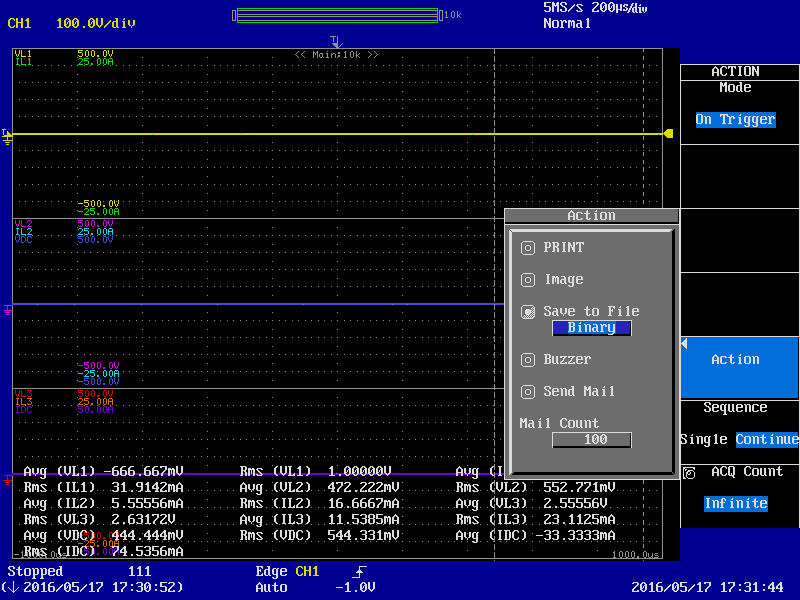 CH1 100.0V/div
10k
5MS/s 200µs/div
Normal
<< Main:10k >>
VL1 500.0V
IL1 25.00A
-500.0V
-25.00A
VL2 500.0V
IL2 25.00A
VDC 500.0V
-500.0V
-25.00A
-500.0V
VL3 500.0V
IL3 25.00A
IDC 50.00A
Avg (VL1) -666.667mV Rms (VL1) 1.00000V Avg (I
Rms (IL1) 31.9142mA Avg (VL2) 472.222mV Rms (VL2) 552.771mV
Avg (IL2) 5.55556mA Rms (IL2) 16.6667mA Avg (VL3) 2.55556V
Rms (VL3) 2.63172V Avg (IL3) 11.5385mA Rms (IL3) 23.1125mA
Avg (VDC) 444.444mV Rms (VDC) 544.331mV Avg (IDC) -33.3333mA
Rms (IDC) 74.5356mA
1000.0us
Action
PRINT
Image
Save to File
Binary
Buzzer
Send Mail
Mail Count
100
ACTION
Mode
On Trigger
Action
Sequence
Single Continue
ACQ Count
Infinite
Stopped 111 Edge CH1
2016/05/17 17:30:52) Auto -1.0V 2016/05/17 17:31:44